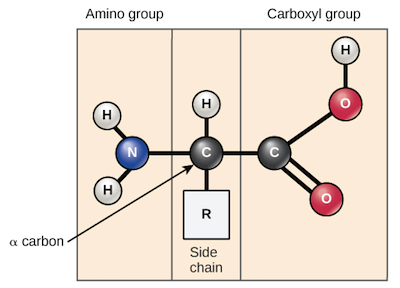 Amino group
Carboxyl group
H
H
H
O
N
C
C
H
O
R
α carbon
Side
chain